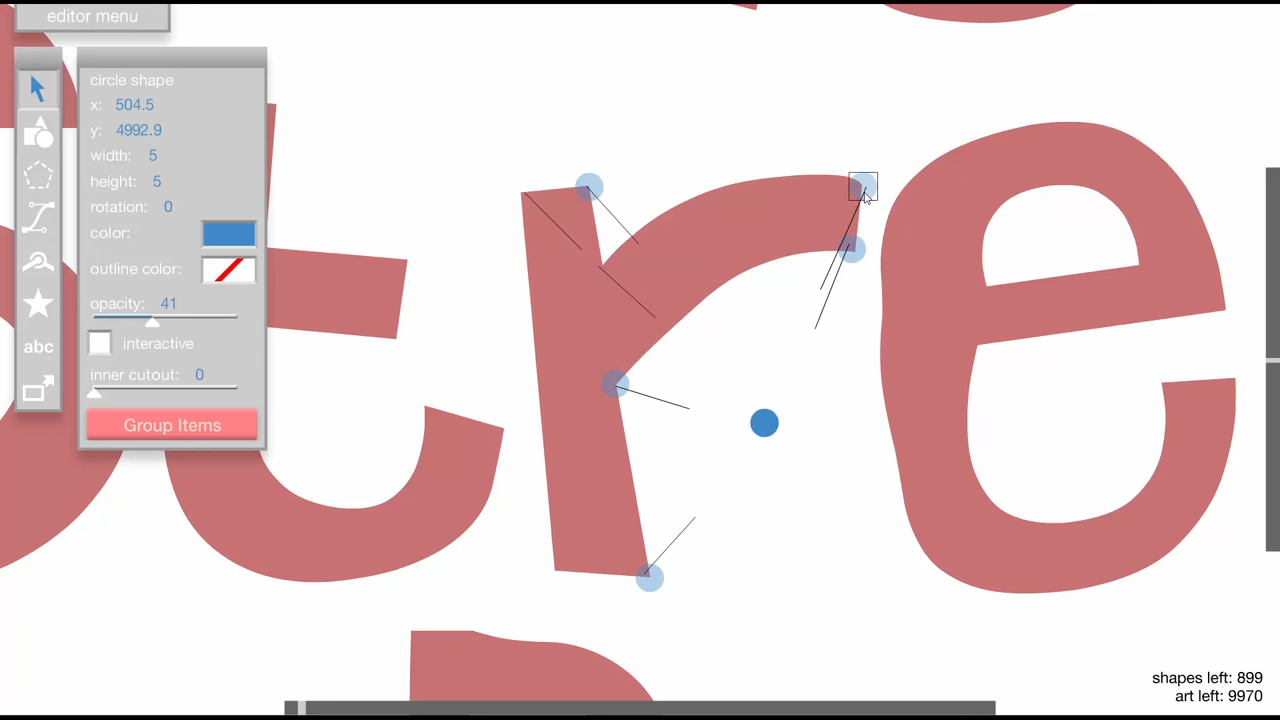 editor menu
circle shape
x: 504.5
y: 4992.9
width: 5
height: 5
rotation: 0
color:
outline color:
opacity: 41
interactive
inner cutout: 0
Group Items
abc
tre
shapes left: 899
art left: 9970